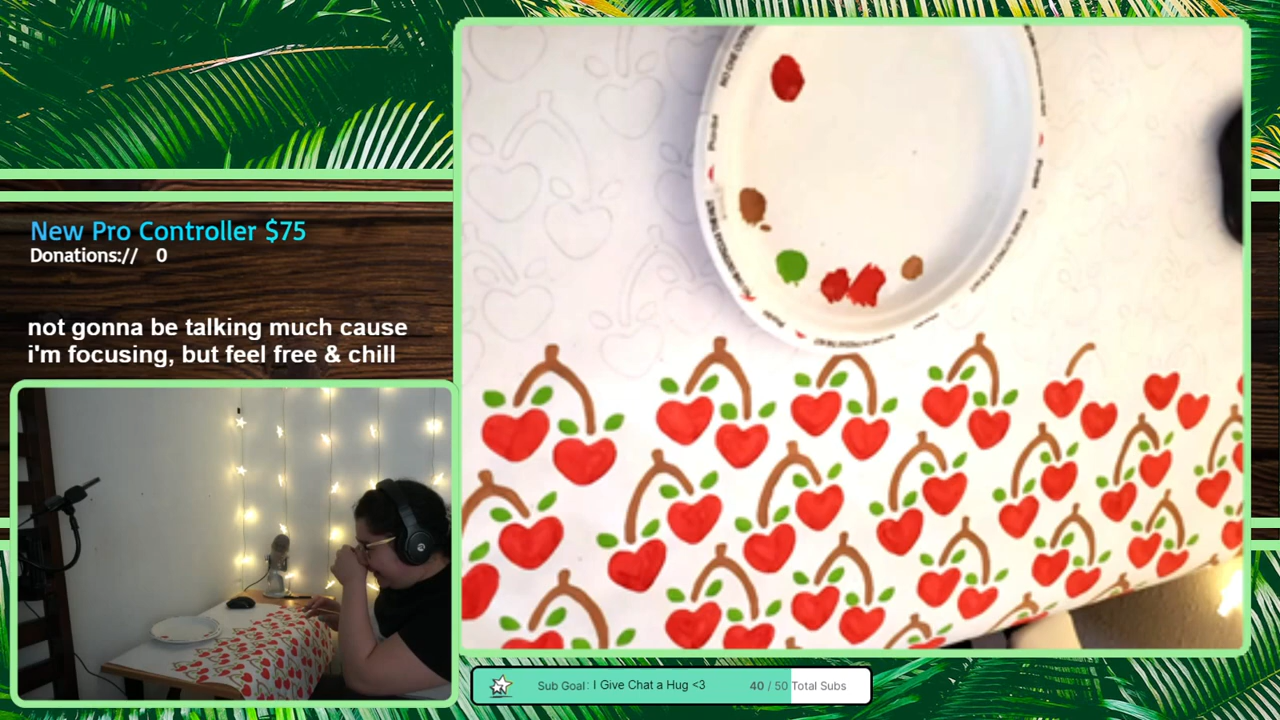 New Pro Controller $75
Donations:// 0
not gonna be talking much cause
i'm focusing, but feel free & chill
Sub Goal: I Give Chat a Hug <3 40 / 50 Total Subs